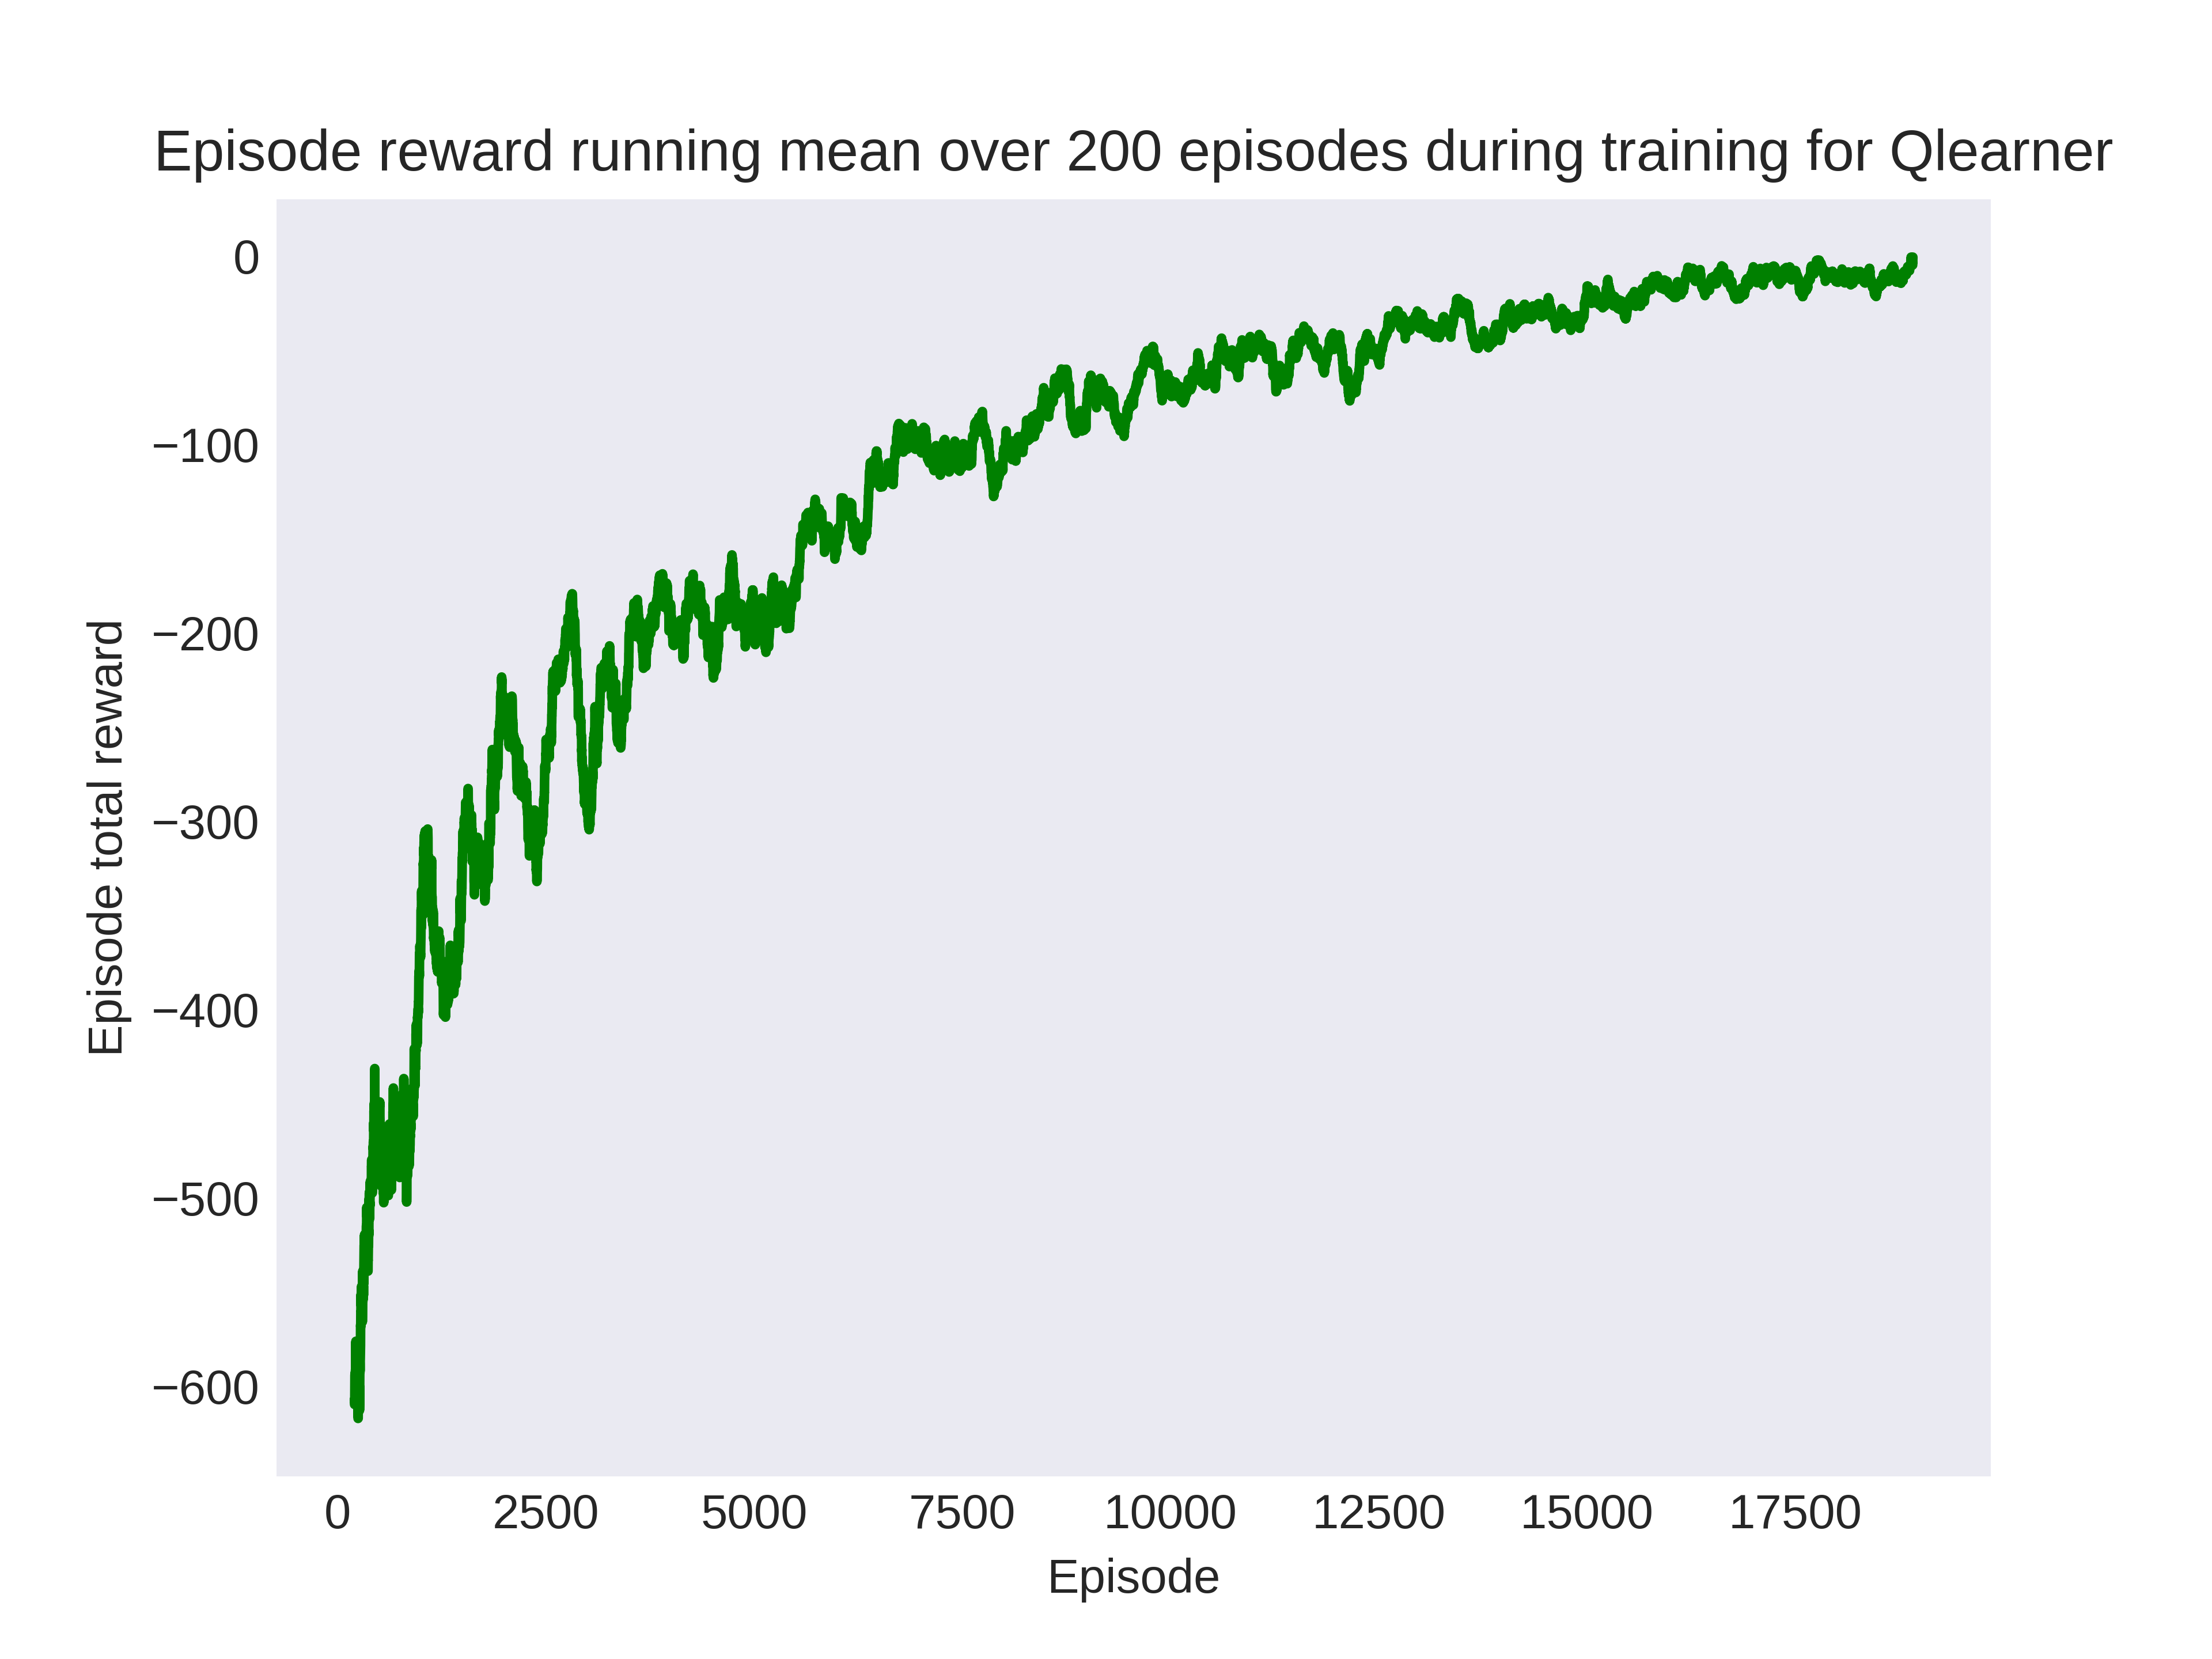 Episode reward running mean over 200 episodes during training for Qlearner
Episode total reward
0
−100
−200
−300
−400
−500
−600
0 2500 5000 7500 10000 12500 15000 17500
Episode